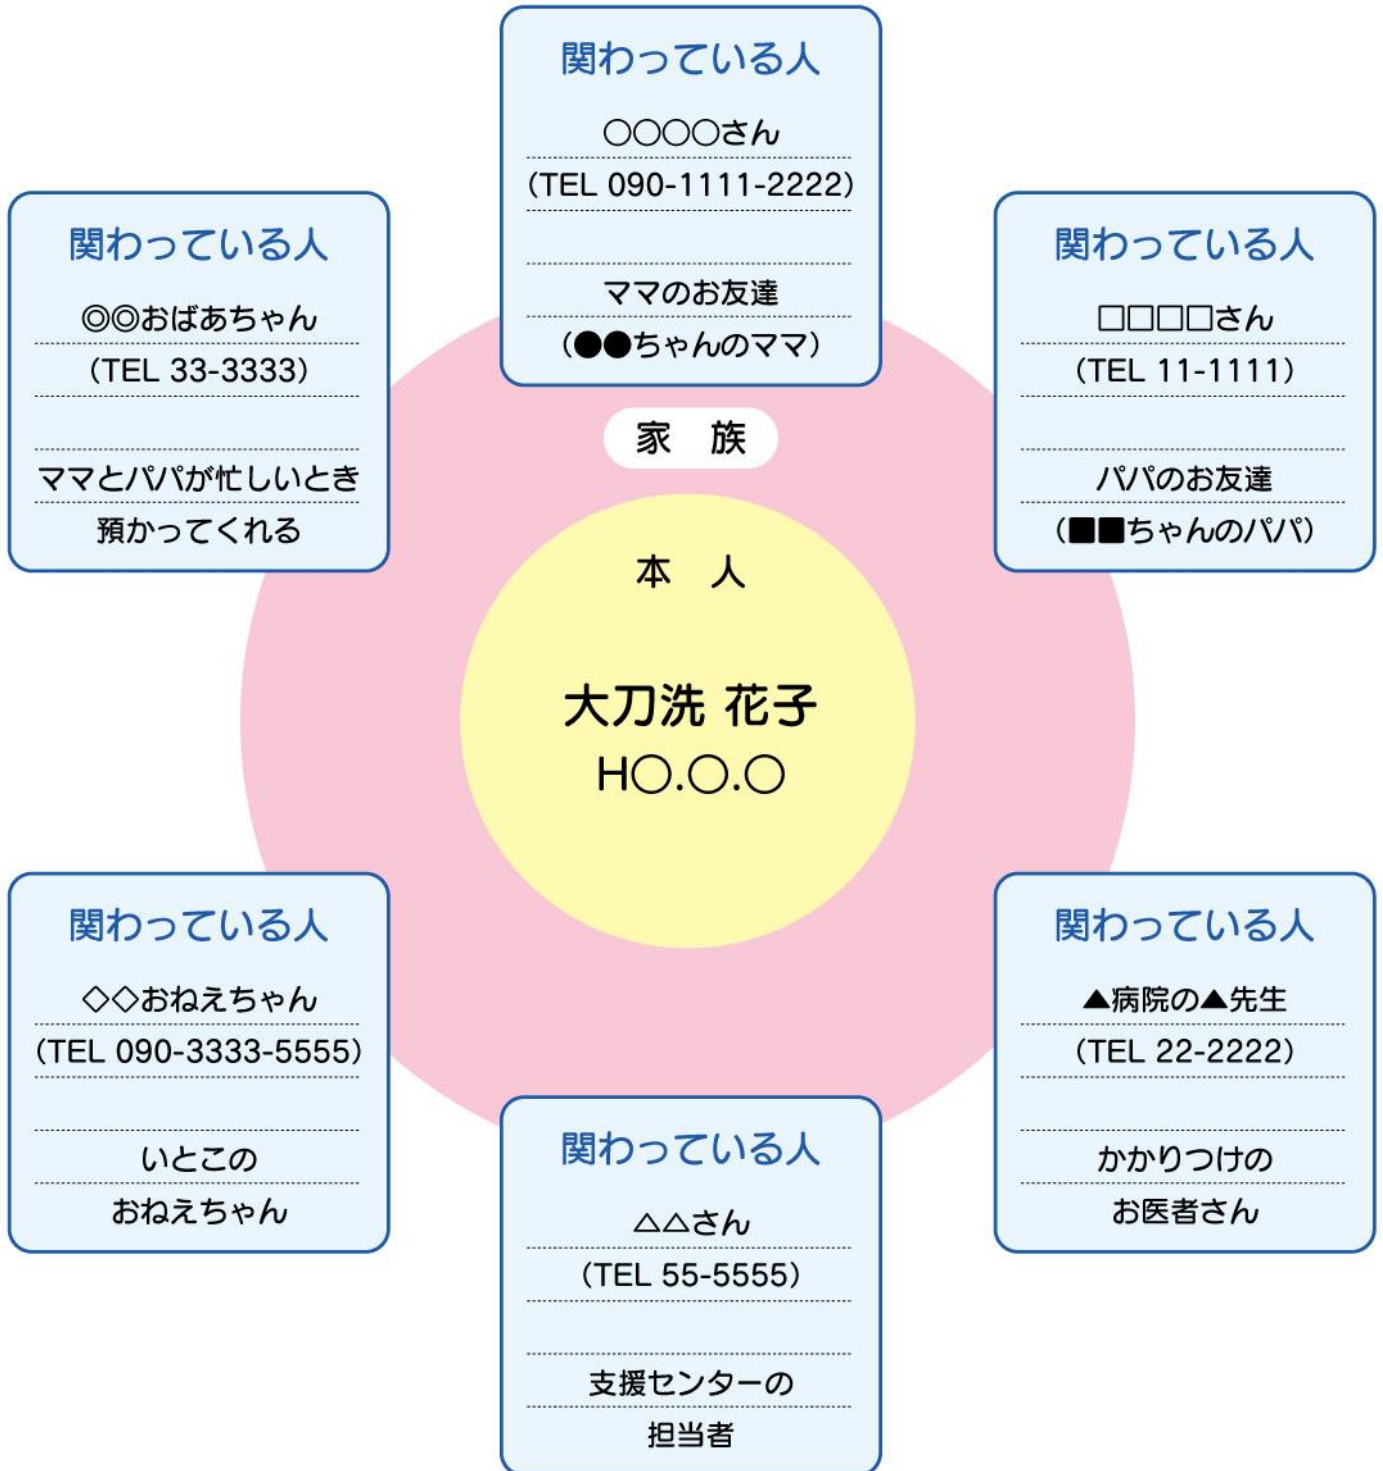 関わっている人
○○○○さん
(TEL 090-1111-2222)
ママのお友達
(●●ちゃんのママ)
関わっている人
◎◎おばあちゃん
(TEL 33-3333)
ママとパパが忙しいとき
預かってくれる
関わっている人
□□□□さん
(TEL 11-1111)
パパのお友達
(■■ちゃんのパパ)
家 族
本 人
大刀洗 花子
H○.○.○
関わっている人
◇◇おねえちゃん
(TEL 090-3333-5555)
いとこの
おねえちゃん
関わっている人
▲病院の▲先生
(TEL 22-2222)
かかりつけの
お医者さん
関わっている人
△△さん
(TEL 55-5555)
支援センターの
担当者